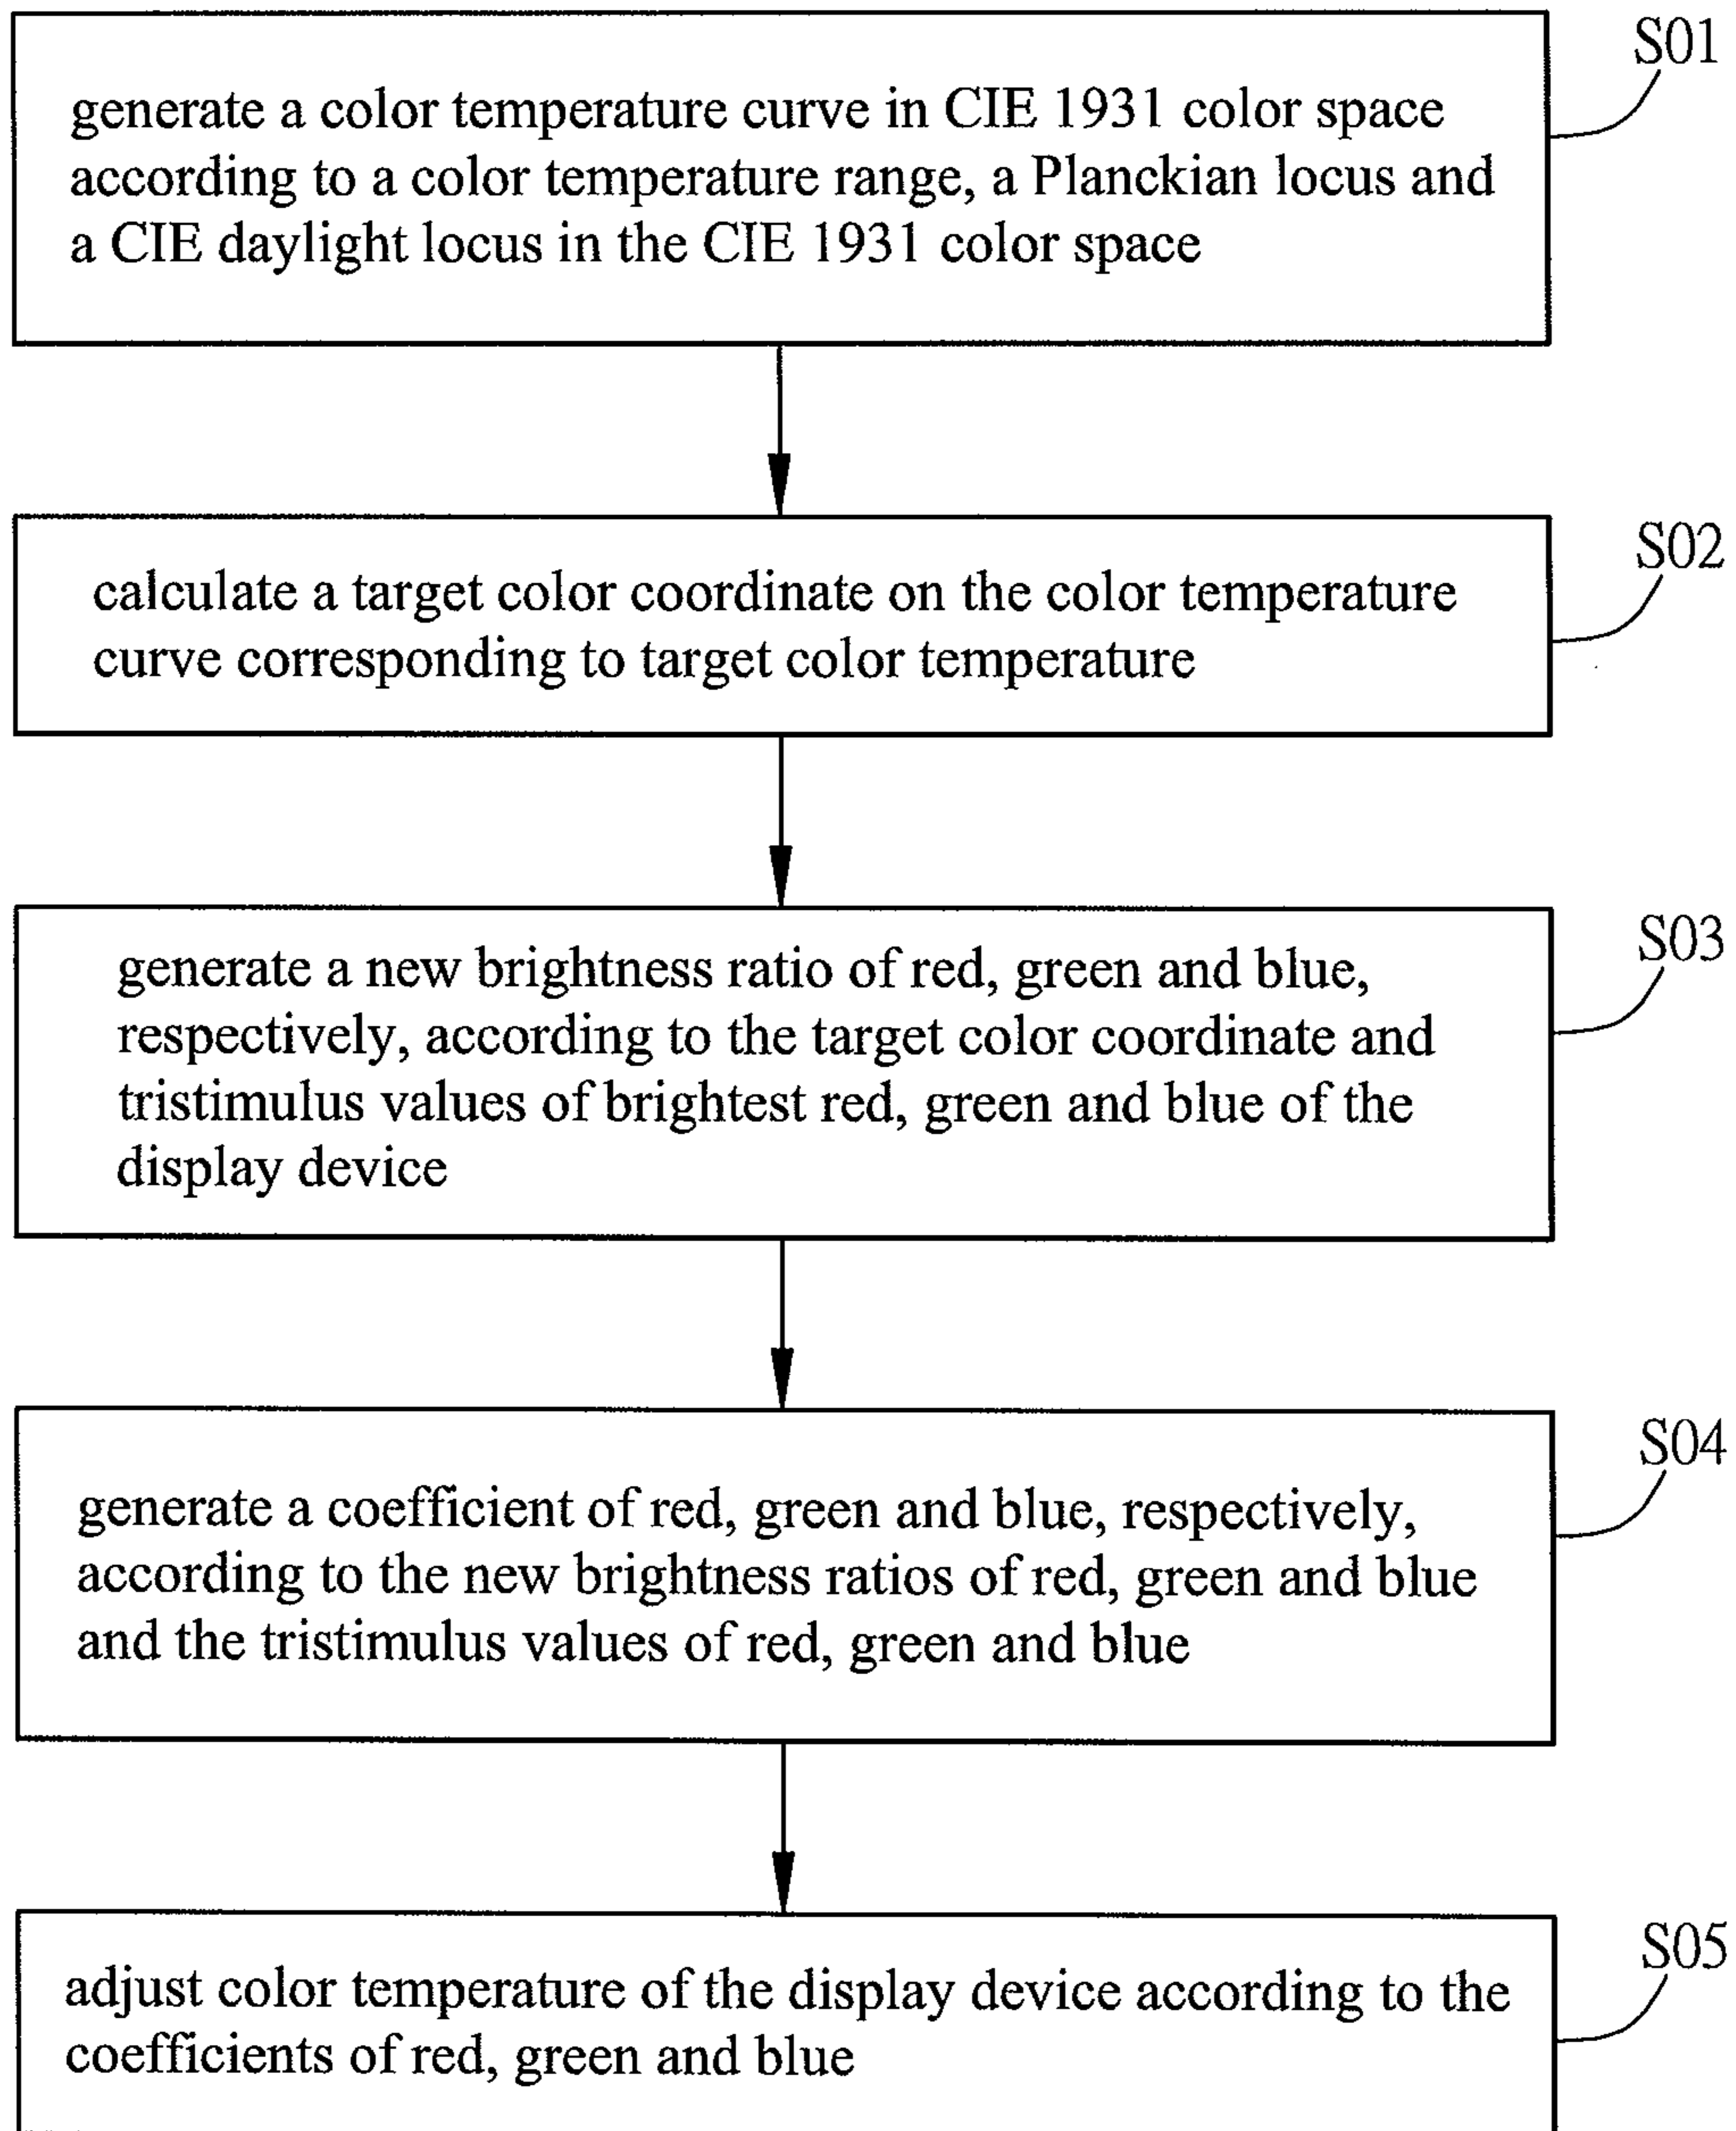 S01
generate a color temperature curve in CIE 1931 color space
according to a color temperature range, a Planckian locus and
a CIE daylight locus in the CIE 1931 color space
S02
calculate a target color coordinate on the color temperature
curve corresponding to target color temperature
S03
generate a new brightness ratio of red, green and blue,
respectively, according to the target color coordinate and
tristimulus values of brightest red, green and blue of the
display device
S04
generate a coefficient of red, green and blue, respectively,
according to the new brightness ratios of red, green and blue
and the tristimulus values of red, green and blue
S05
adjust color temperature of the display device according to the
coefficients of red, green and blue